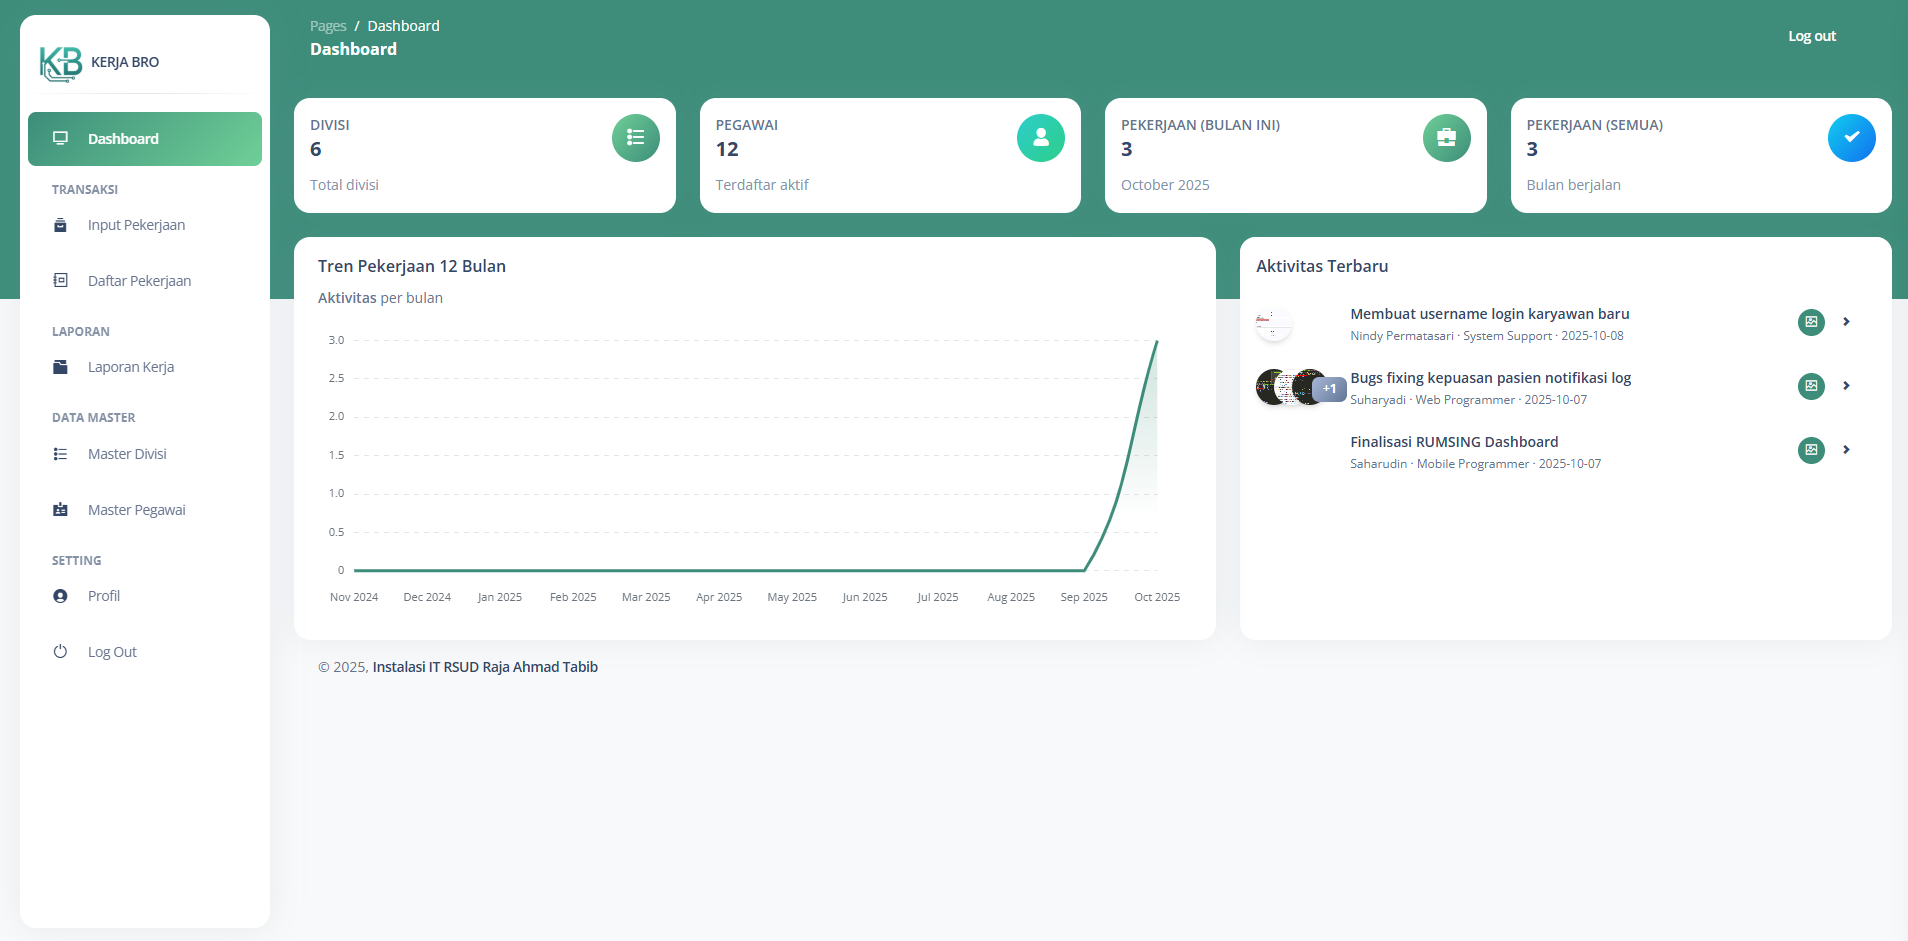 KB KERJA BRO
Dashboard
TRANSAKSI
Input Pekerjaan
Daftar Pekerjaan
LAPORAN
Laporan Kerja
DATA MASTER
Master Divisi
Master Pegawai
SETTING
Profil
Log Out
Pages / Dashboard
Dashboard
Log out
DIVISI
6
Total divisi
PEGAWAI
12
Terdaftar aktif
PEKERJAAN (BULAN INI)
3
October 2025
PEKERJAAN (SEMUA)
3
Bulan berjalan
Tren Pekerjaan 12 Bulan
Aktivitas per bulan
3.0
2.5
2.0
1.5
1.0
0.5
0
Nov 2024 Dec 2024 Jan 2025 Feb 2025 Mar 2025 Apr 2025 May 2025 Jun 2025 Jul 2025 Aug 2025 Sep 2025 Oct 2025
Aktivitas Terbaru
Membuat username login karyawan baru
Nindy Permatasari · System Support · 2025-10-08
+1
Bugs fixing kepuasan pasien notifikasi log
Suharyadi · Web Programmer · 2025-10-07
Finalisasi RUMSING Dashboard
Saharudin · Mobile Programmer · 2025-10-07
© 2025, Instalasi IT RSUD Raja Ahmad Tabib